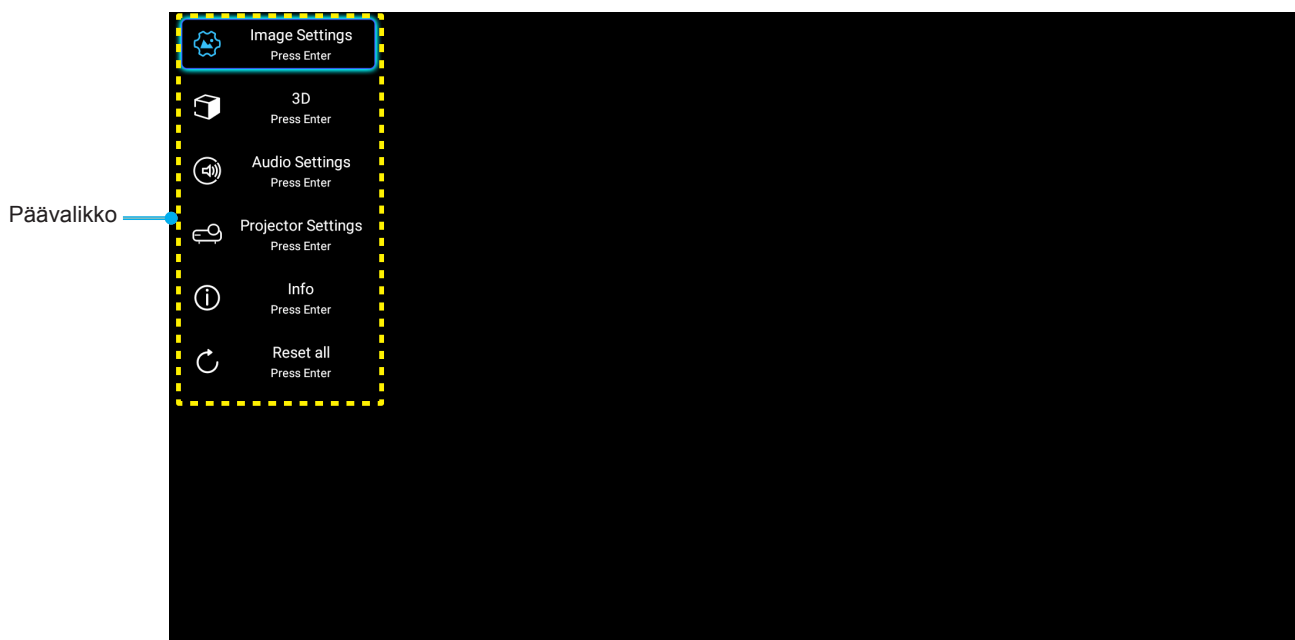 Image Settings
Press Enter
3D
Press Enter
Audio Settings
Press Enter
Päävalikko
Projector Settings
Press Enter
Info
Press Enter
Reset all
Press Enter